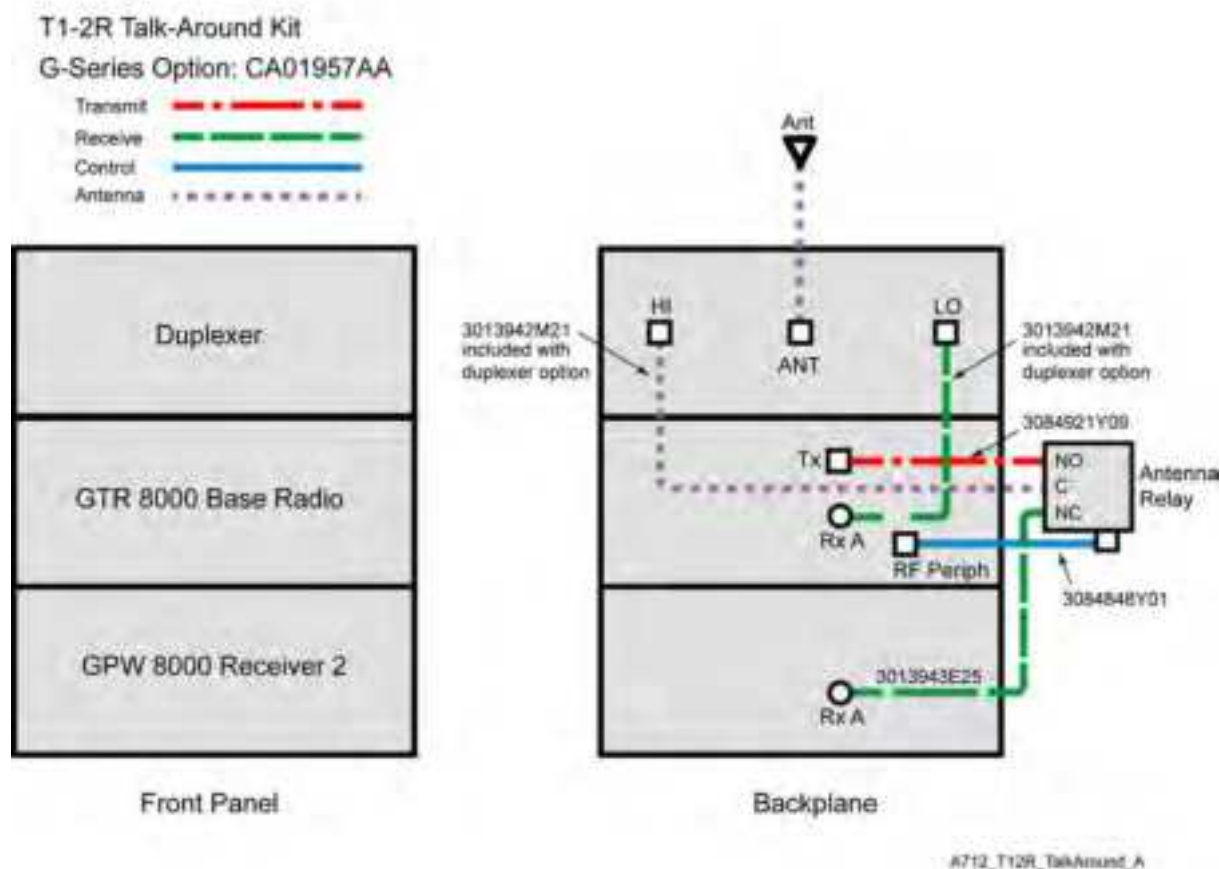 T1-2R Talk-Around Kit
G-Series Option: CA01957AA
Transmit
Receive
Control
Antenna
Duplexer
GTR 8000 Base Radio
GPW 8000 Receiver 2
Front Panel
Ant
HI
ANT
LO
3013942M21
included with
duplexer option
3013942M21
included with
duplexer option
3084921Y09
Tx
NO
C
NC
Antenna
Relay
Rx A
RF Periph
3084848Y01
3013943E25
Rx A
Backplane
A712_T12R_TalkAround_A